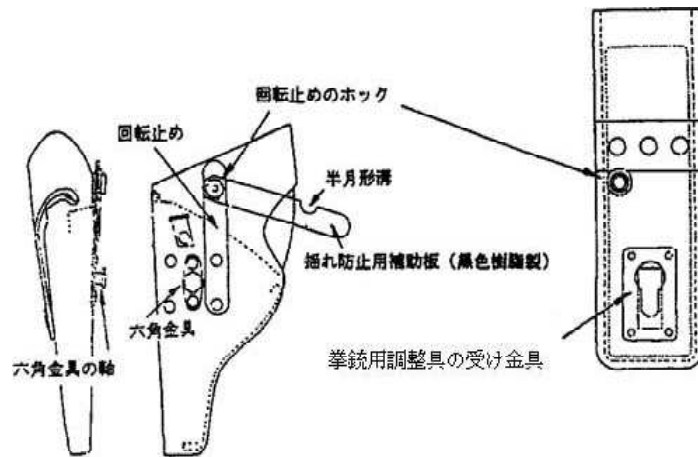 回転止めのホック
回転止め
半月形溝
揺れ防止用補助板（黒色樹脂製）
六角金具
拳銃用調整具の受け金具
六角金具の軸